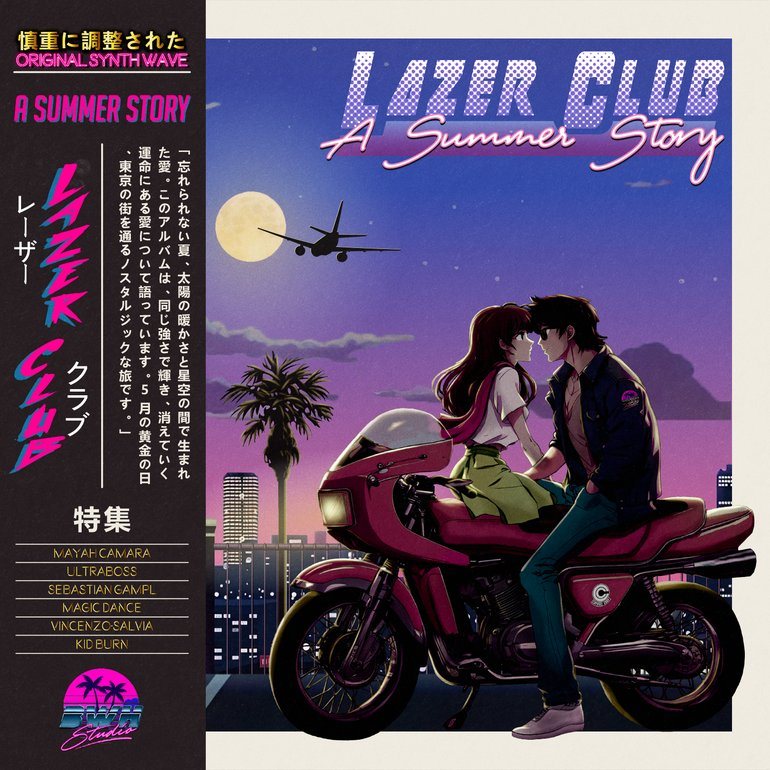 慎重に調整された
ORIGINAL SYNTHWAVE
A SUMMER STORY
LAZER CLUB
レーザー
クラブ
「忘れられない夏、太陽の暖かさと星空の間で生まれ
た愛。このアルバムは、同じ強さで輝き、消えていく
運命にある愛について語っています。5 月の黄金の日
、東京の街を通るノスタルジックな旅です。」
特集
MAYAH CAMARA
ULTRABOSS
SEBASTIAN GAMPL
MAGIC DANCE
VINCENZO SALVIA
KID BURN
BWH
Studio
LAZER CLUB
A Summer Story